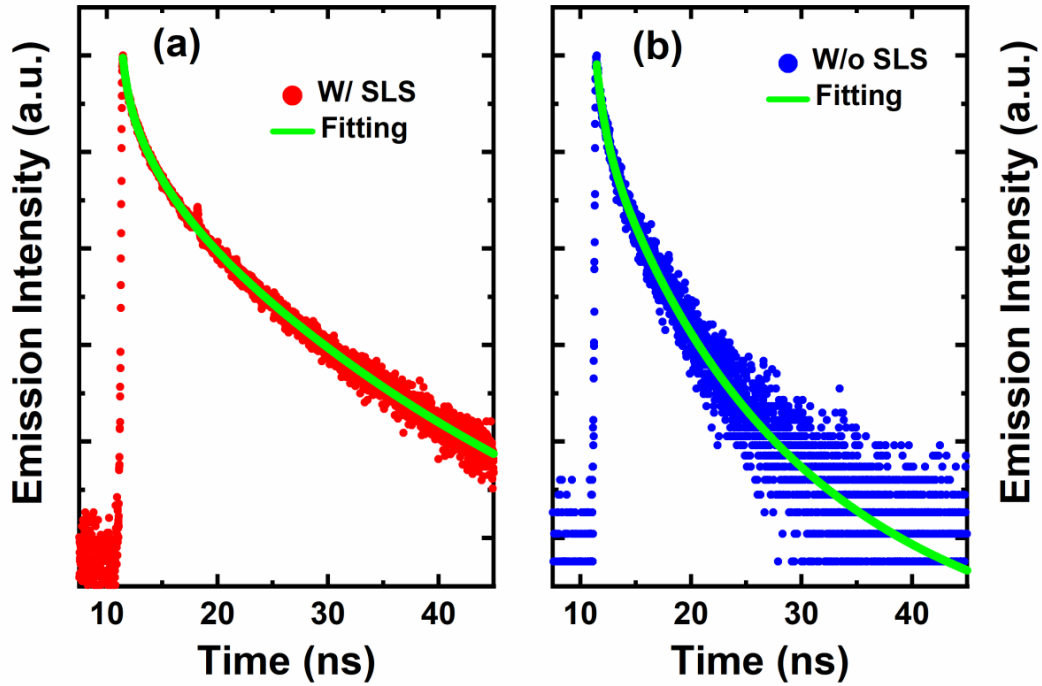 Emission Intensity (a.u.)
(a)
W/ SLS
Fitting
10 20 30 40
Time (ns)
(b)
W/o SLS
Fitting
10 20 30 40
Time (ns)
Emission Intensity (a.u.)